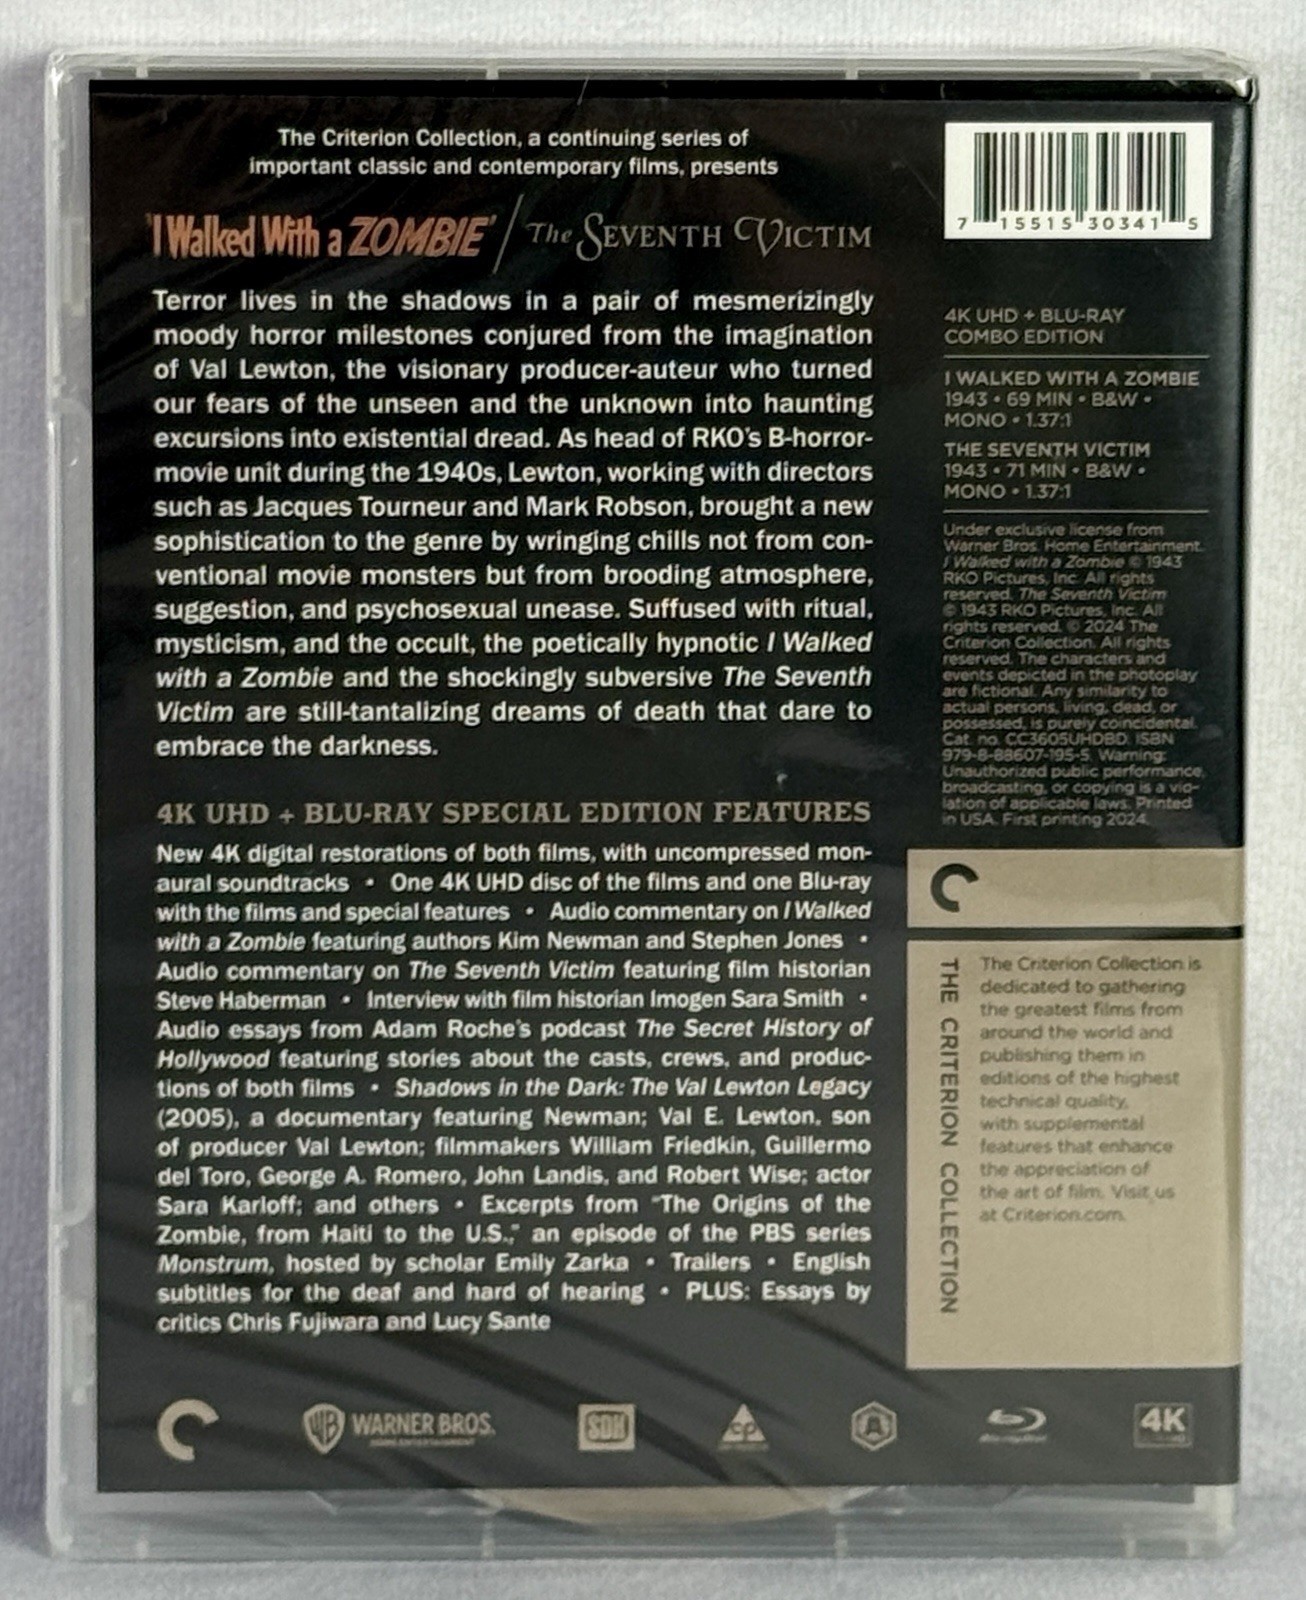 The Criterion Collection, a continuing series of
important classic and contemporary films, presents
'I Walked With a ZOMBIE' / The SEVENTH VICTIM
Terror lives in the shadows in a pair of mesmerizingly
moody horror milestones conjured from the imagination
of Val Lewton, the visionary producer-auteur who turned
our fears of the unseen and the unknown into haunting
excursions into existential dread. As head of RKO's B-horror-
movie unit during the 1940s, Lewton, working with directors
such as Jacques Tourneur and Mark Robson, brought a new
sophistication to the genre by wringing chills not from con-
ventional movie monsters but from brooding atmosphere,
suggestion, and psychosexual unease. Suffused with ritual,
mysticism, and the occult, the poetically hypnotic I Walked
with a Zombie and the shockingly subversive The Seventh
Victim are still-tantalizing dreams of death that dare to
embrace the darkness.
4K UHD + BLU-RAY SPECIAL EDITION FEATURES
New 4K digital restorations of both films, with uncompressed mon-
aural soundtracks • One 4K UHD disc of the films and one Blu-ray
with the films and special features • Audio commentary on I Walked
with a Zombie featuring authors Kim Newman and Stephen Jones •
Audio commentary on The Seventh Victim featuring film historian
Steve Haberman • Interview with film historian Imogen Sara Smith •
Audio essays from Adam Roche's podcast The Secret History of
Hollywood featuring stories about the casts, crews, and produc-
tions of both films • Shadows in the Dark: The Val Lewton Legacy
(2005), a documentary featuring Newman; Val E. Lewton, son
of producer Val Lewton; filmmakers William Friedkin, Guillermo
del Toro, George A. Romero, John Landis, and Robert Wise; actor
Sara Karloff; and others • Excerpts from "The Origins of the
Zombie, from Haiti to the U.S.," an episode of the PBS series
Monstrum, hosted by scholar Emily Zarka • Trailers • English
subtitles for the deaf and hard of hearing • PLUS: Essays by
critics Chris Fujiwara and Lucy Sante
7 15515 30341 5
4K UHD + BLU-RAY
COMBO EDITION
I WALKED WITH A ZOMBIE
1943 • 69 MIN • B&W •
MONO • 1.37:1
THE SEVENTH VICTIM
1943 • 71 MIN • B&W •
MONO • 1.37:1
Under exclusive license from
Warner Bros. Home Entertainment.
I Walked with a Zombie © 1943
RKO Pictures, Inc. All rights
reserved. The Seventh Victim
© 1943 RKO Pictures, Inc. All
rights reserved. © 2024 The
Criterion Collection. All rights
reserved. The characters and
events depicted in the photoplay
are fictional. Any similarity to
actual persons, living, dead, or
possessed, is purely coincidental.
Cat. no. CC3605UHDBD. ISBN
979-8-88607-195-5. Warning:
Unauthorized public performance,
broadcasting, or copying is a vio-
lation of applicable laws. Printed
in USA. First printing 2024.
THE CRITERION COLLECTION
The Criterion Collection is
dedicated to gathering
the greatest films from
around the world and
publishing them in
editions of the highest
technical quality,
with supplemental
features that enhance
the appreciation of
the art of film. Visit us
at Criterion.com.
WB WARNER BROS.
HOME ENTERTAINMENT
SDH
A
4K